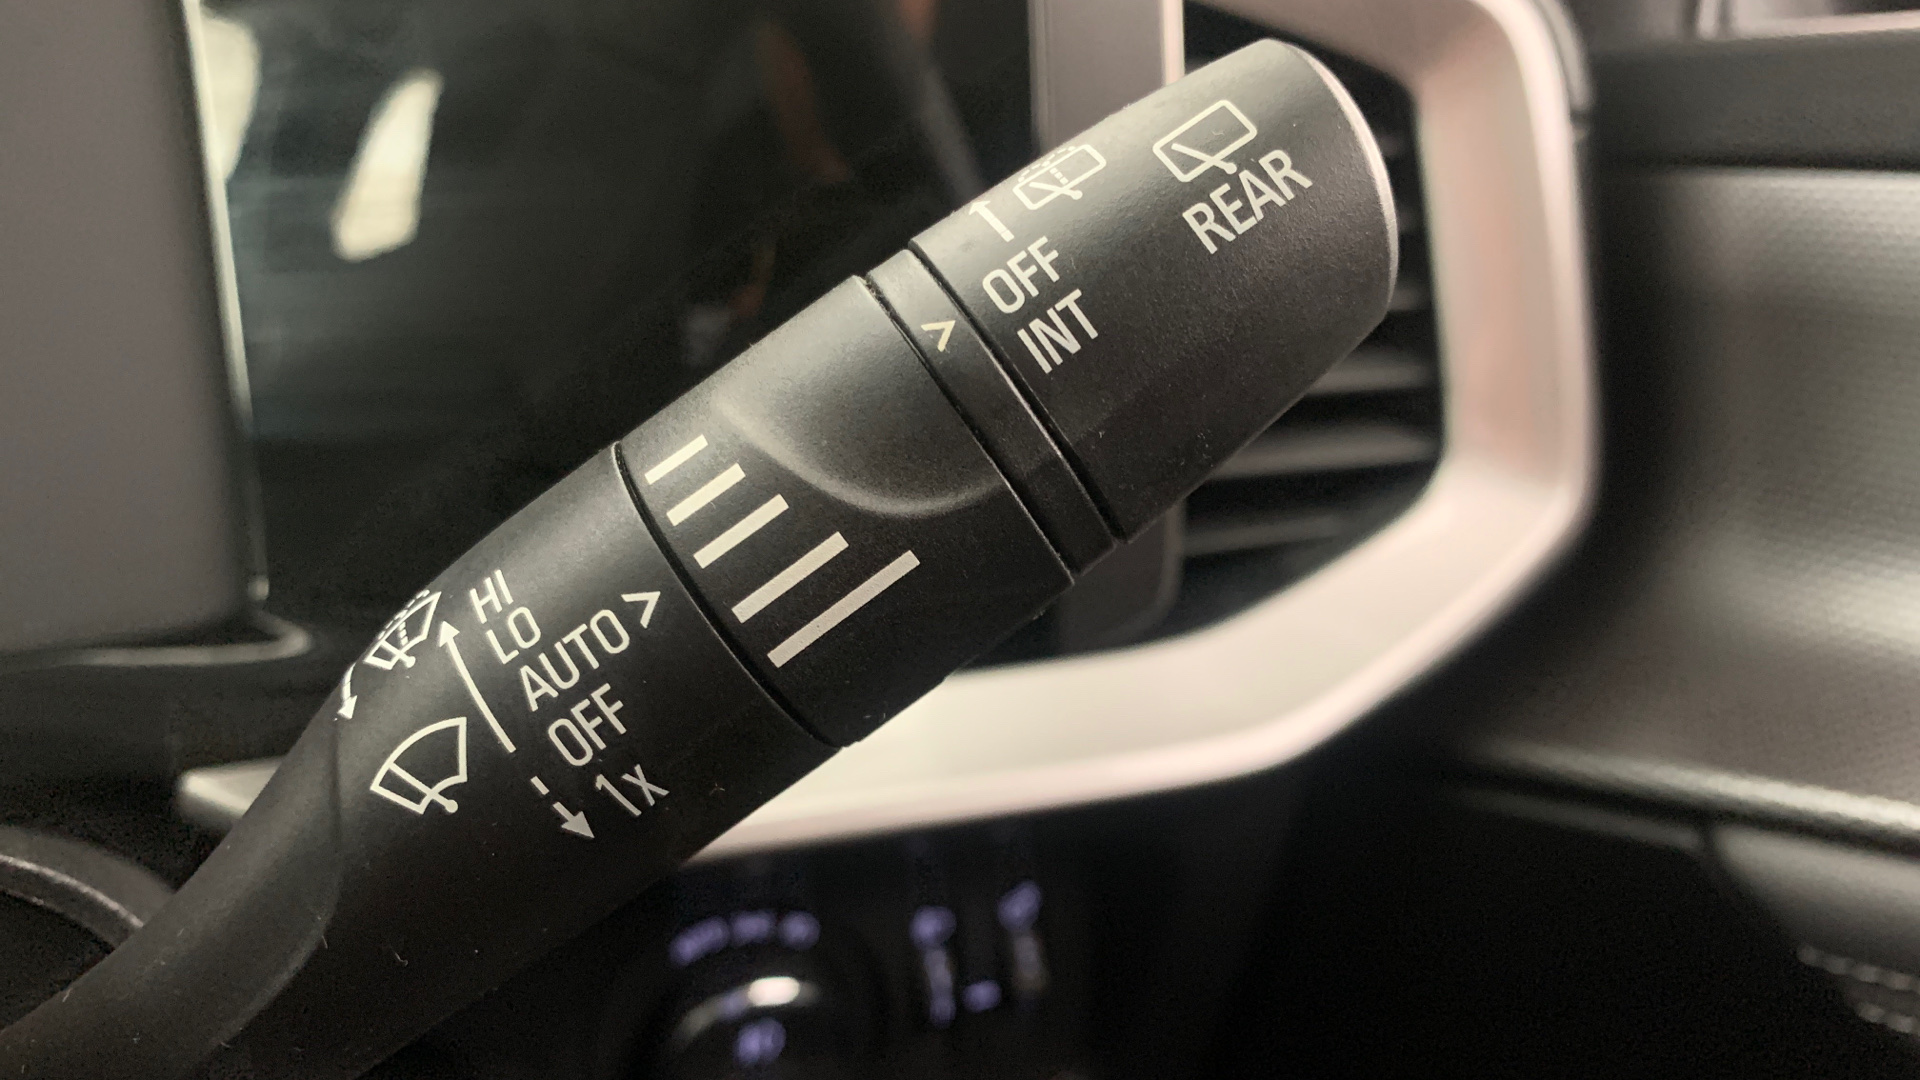 REAR
OFF
INT
HI
LO
AUTO >
OFF
1x